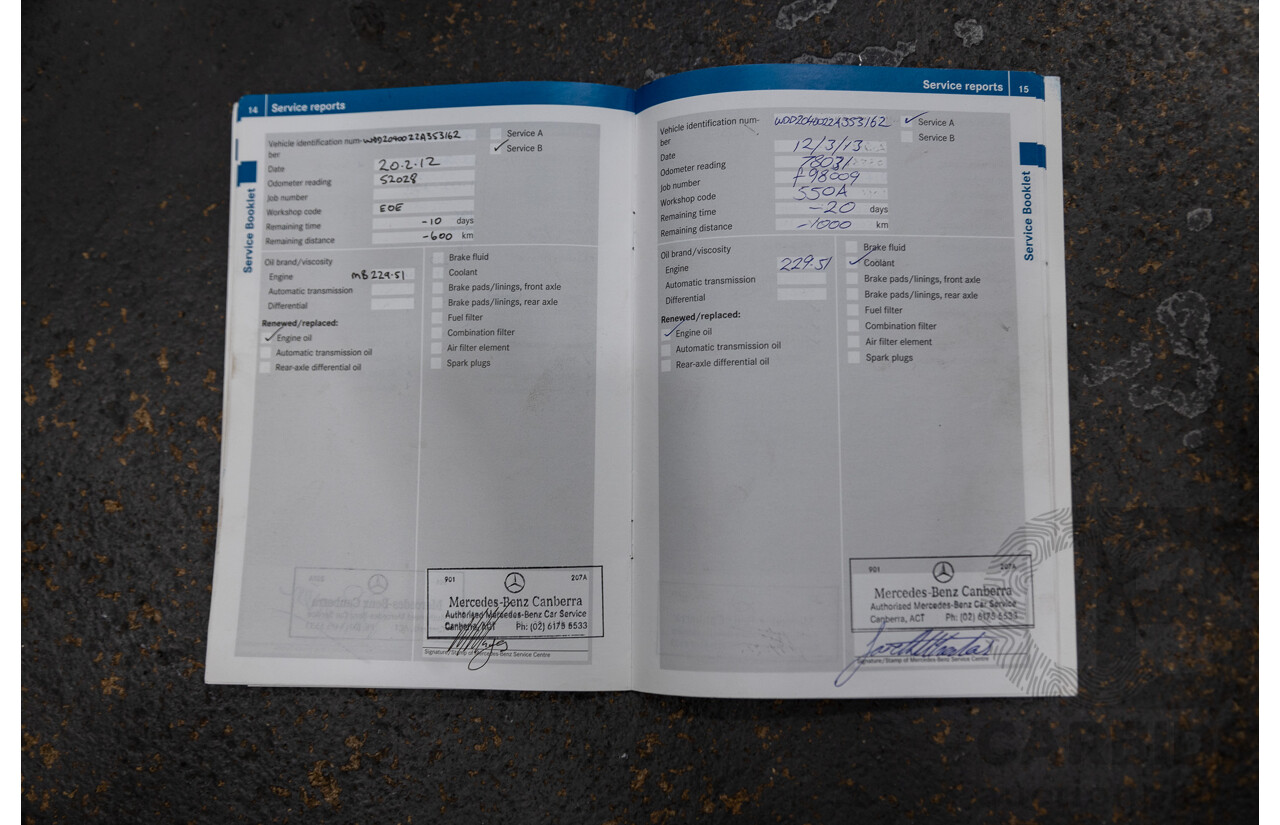 14 Service reports
Vehicle identification num- WDD2040022A353162
ber
Service A
Service B
Date 20.2.12
Odometer reading 52028
Job number
Workshop code EOE
Remaining time -10 days
Remaining distance -600 km
Oil brand/viscosity
Engine MB 229.51
Automatic transmission
Differential
Renewed/replaced:
Engine oil
Automatic transmission oil
Rear-axle differential oil
Brake fluid
Coolant
Brake pads/linings, front axle
Brake pads/linings, rear axle
Fuel filter
Combination filter
Air filter element
Spark plugs
901 207A
Mercedes-Benz Canberra
Authorised Mercedes-Benz Car Service
Canberra, ACT Ph: (02) 6175 5533
Signature/Stamp of Mercedes-Benz Service Centre
Service Booklet
Service reports 15
Vehicle identification num- WDD2040022A353162
ber
Service A
Service B
Date 12/3/13
Odometer reading 78031
Job number F98009
Workshop code 550A
Remaining time -20 days
Remaining distance -1000 km
Oil brand/viscosity
Engine 229.51
Automatic transmission
Differential
Renewed/replaced:
Engine oil
Automatic transmission oil
Rear-axle differential oil
Brake fluid
Coolant
Brake pads/linings, front axle
Brake pads/linings, rear axle
Fuel filter
Combination filter
Air filter element
Spark plugs
901 207A
Mercedes-Benz Canberra
Authorised Mercedes-Benz Car Service
Canberra, ACT Ph: (02) 6175 5533
Signature/Stamp of Mercedes-Benz Service Centre
Service Booklet